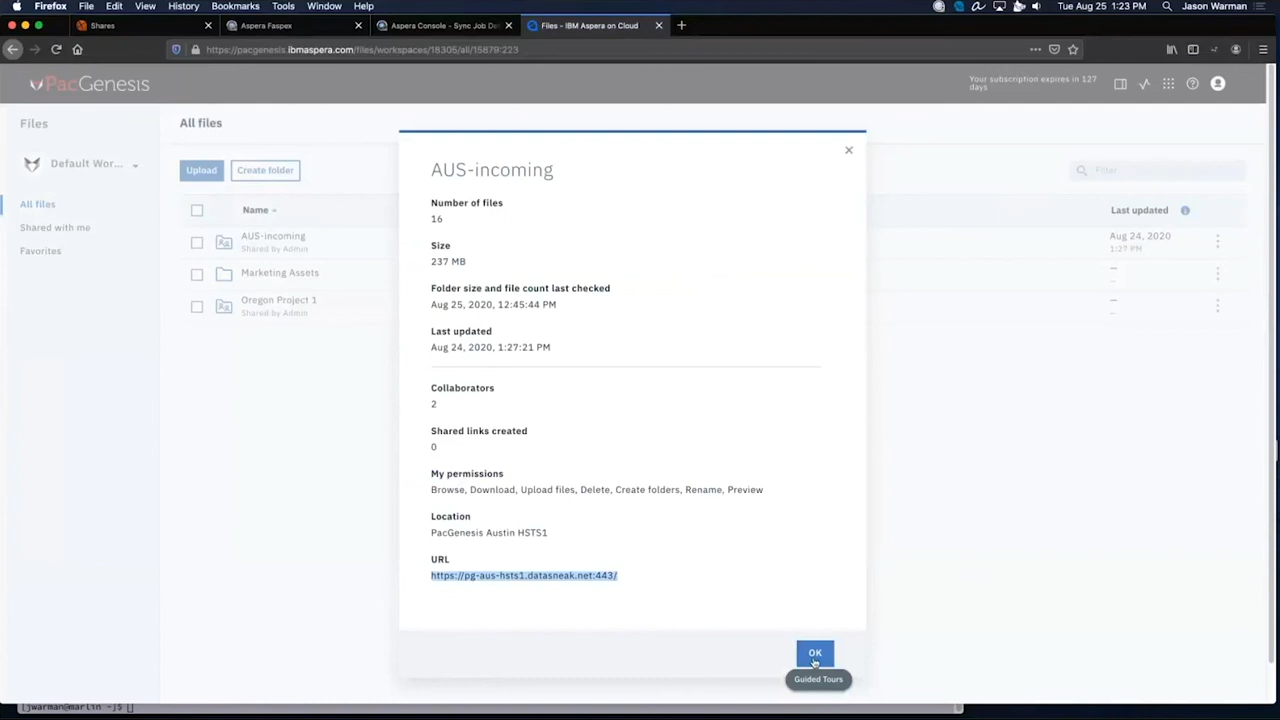 Firefox File Edit View History Bookmarks Tools Window Help
Tue Aug 25 1:23 PM Jason Warman
Shares
Aspera Faspex
Aspera Console - Sync Job De
Files - IBM Aspera on Cloud
https://pacgenesis.ibmaspera.com/files/workspaces/18305/all/15879:223
PacGenesis
Your subscription expires in 127
days
Files
All files
Default Wor...
Upload
Create folder
Filter
All files
Shared with me
Favorites
Name
Last updated
AUS-incoming
Shared by Admin
Aug 24, 2020
1:27 PM
Marketing Assets
--
Oregon Project 1
Shared by Admin
--
AUS-incoming
Number of files
16
Size
237 MB
Folder size and file count last checked
Aug 25, 2020, 12:45:44 PM
Last updated
Aug 24, 2020, 1:27:21 PM
Collaborators
2
Shared links created
0
My permissions
Browse, Download, Upload files, Delete, Create folders, Rename, Preview
Location
PacGenesis Austin HSTS1
URL
https://pg-aus-hsts1.datasneak.net:443/
OK
Guided Tours
[jwarman@marlin ~]$